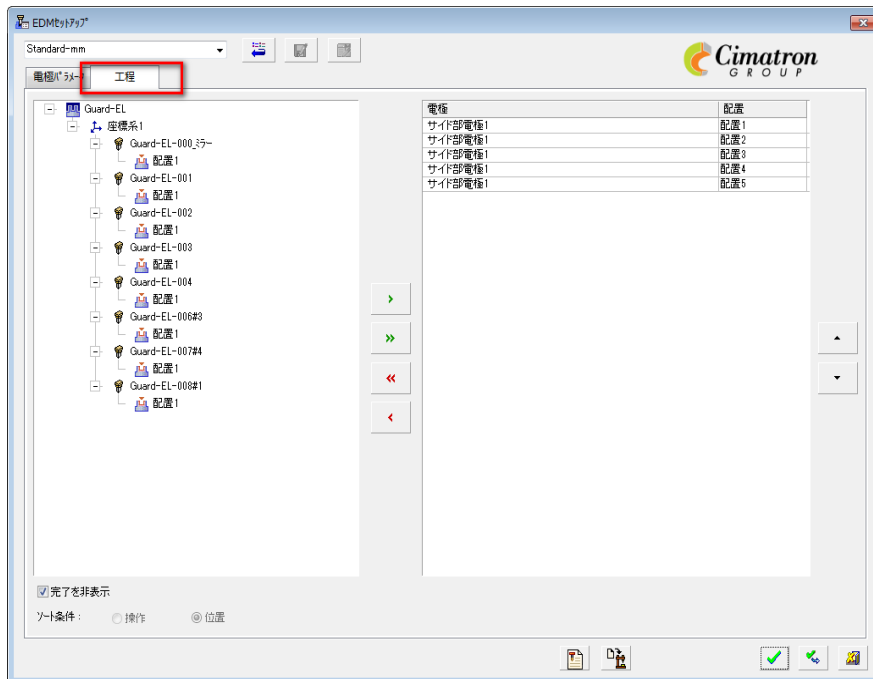 EDMｾｯﾄｱｯﾌﾟ
Standard-mm
Cimatron
GROUP
電極ﾊﾟﾗﾒｰﾀ
工程
Guard-EL
座標系1
Guard-EL-000_ﾐﾗｰ
配置1
Guard-EL-001
配置1
Guard-EL-002
配置1
Guard-EL-003
配置1
Guard-EL-004
配置1
Guard-EL-006#3
配置1
Guard-EL-007#4
配置1
Guard-EL-008#1
配置1
電極 配置
サイド部電極1 配置1
サイド部電極1 配置2
サイド部電極1 配置3
サイド部電極1 配置4
サイド部電極1 配置5
完了を非表示
ｿｰﾄ条件 : 操作 位置